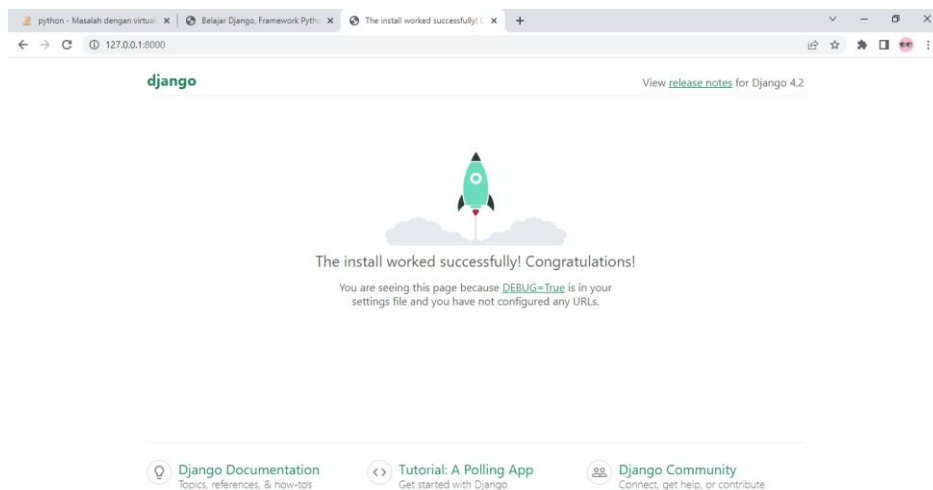 python - Masalah dengan virtual
Belajar Django, Framework Pytho
The install worked successfully! C
127.0.0.1:8000
django
View release notes for Django 4.2
The install worked successfully! Congratulations!
You are seeing this page because DEBUG=True is in your
settings file and you have not configured any URLs.
Django Documentation
Topics, references, & how-to's
Tutorial: A Polling App
Get started with Django
Django Community
Connect, get help, or contribute